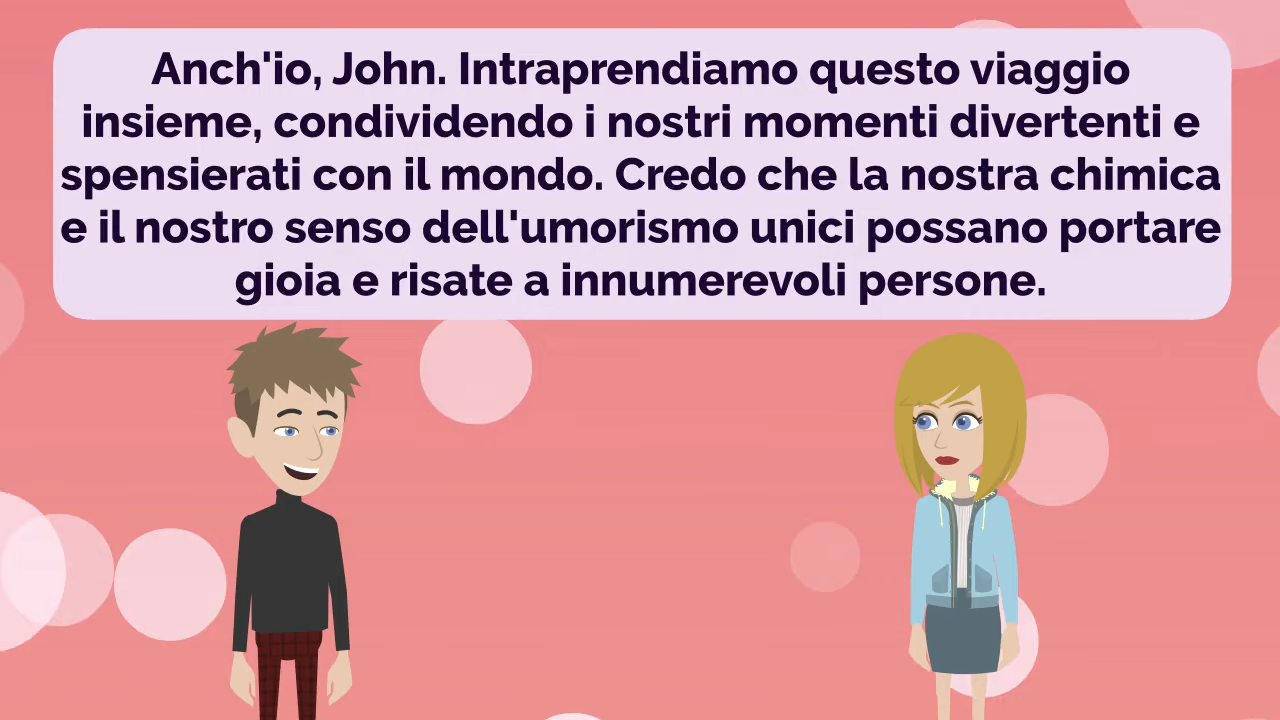 Anch'io, John. Intraprendiamo questo viaggio
insieme, condividendo i nostri momenti divertenti e
spensierati con il mondo. Credo che la nostra chimica
e il nostro senso dell'umorismo unici possano portare
gioia e risate a innumerevoli persone.